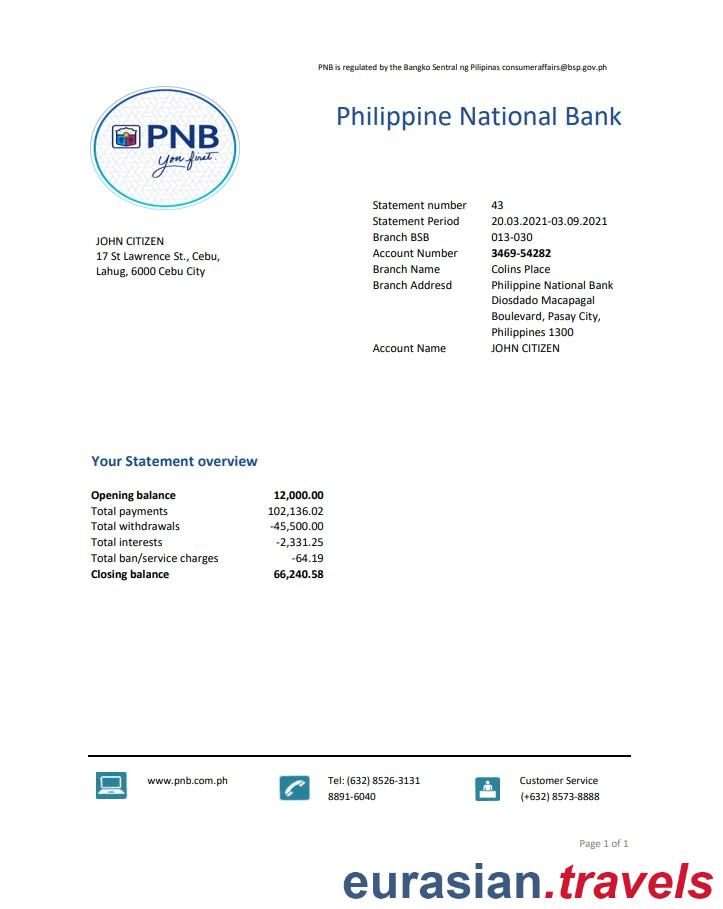 PNB is regulated by the Bangko Sentral ng Pilipinas consumeraffairs@bsp.gov.ph
PNB
You first.
Philippine National Bank
JOHN CITIZEN
17 St Lawrence St., Cebu,
Lahug, 6000 Cebu City
Statement number 43
Statement Period 20.03.2021-03.09.2021
Branch BSB 013-030
Account Number 3469-54282
Branch Name Colins Place
Branch Addresd Philippine National Bank
Diosdado Macapagal
Boulevard, Pasay City,
Philippines 1300
Account Name JOHN CITIZEN
Your Statement overview
Opening balance 12,000.00
Total payments 102,136.02
Total withdrawals -45,500.00
Total interests -2,331.25
Total ban/service charges -64.19
Closing balance 66,240.58
www.pnb.com.ph
Tel: (632) 8526-3131
8891-6040
Customer Service
(+632) 8573-8888
Page 1 of 1
eurasian.travels